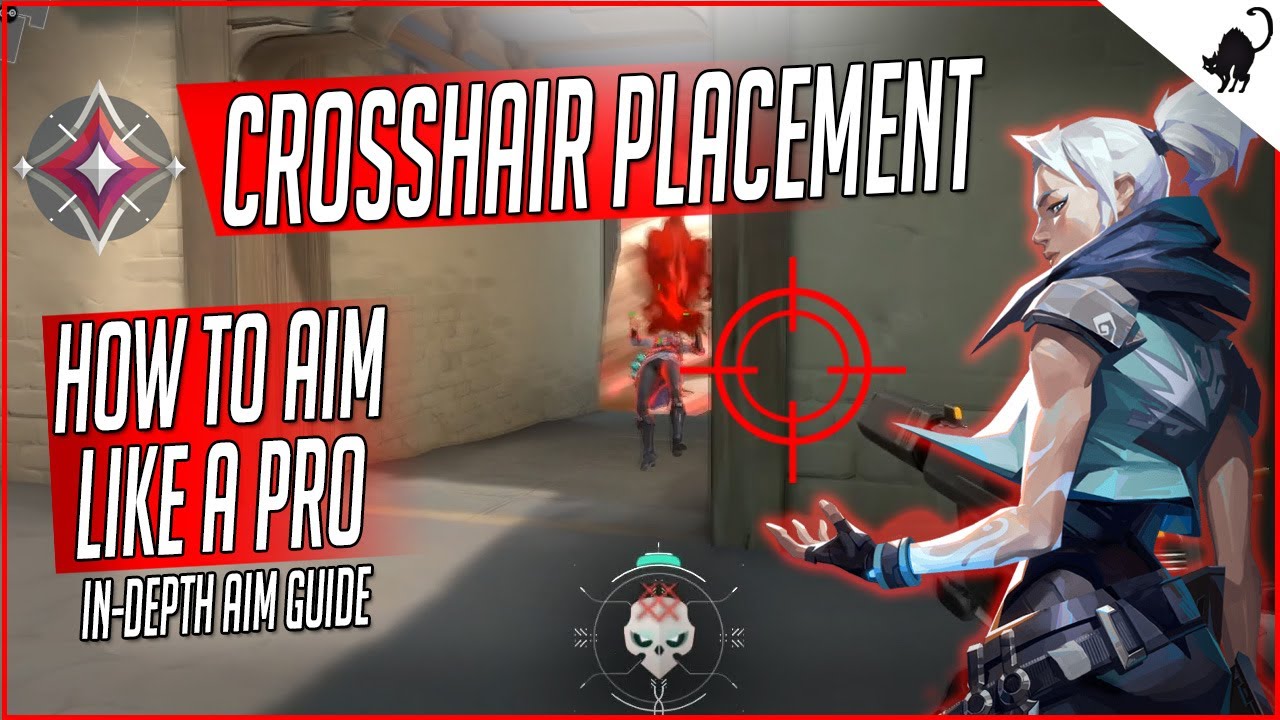 CROSSHAIR PLACEMENT
HOW TO AIM
LIKE A PRO
IN-DEPTH AIM GUIDE